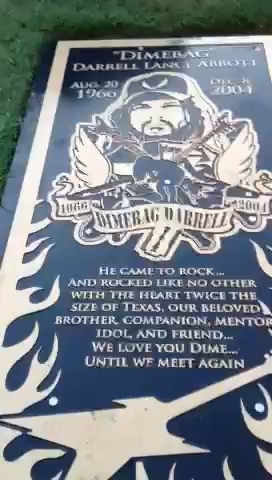 "DIMEBAG"
DARRELL LANCE ABBOTT
AUG. 20 DEC. 8
1966 2004
1966 DIMEBAG DARRELL 2004
HE CAME TO ROCK...
AND ROCKED LIKE NO OTHER
WITH THE HEART TWICE THE
SIZE OF TEXAS, OUR BELOVED
BROTHER, COMPANION, MENTOR
IDOL, AND FRIEND...
WE LOVE YOU DIME...
UNTIL WE MEET AGAIN